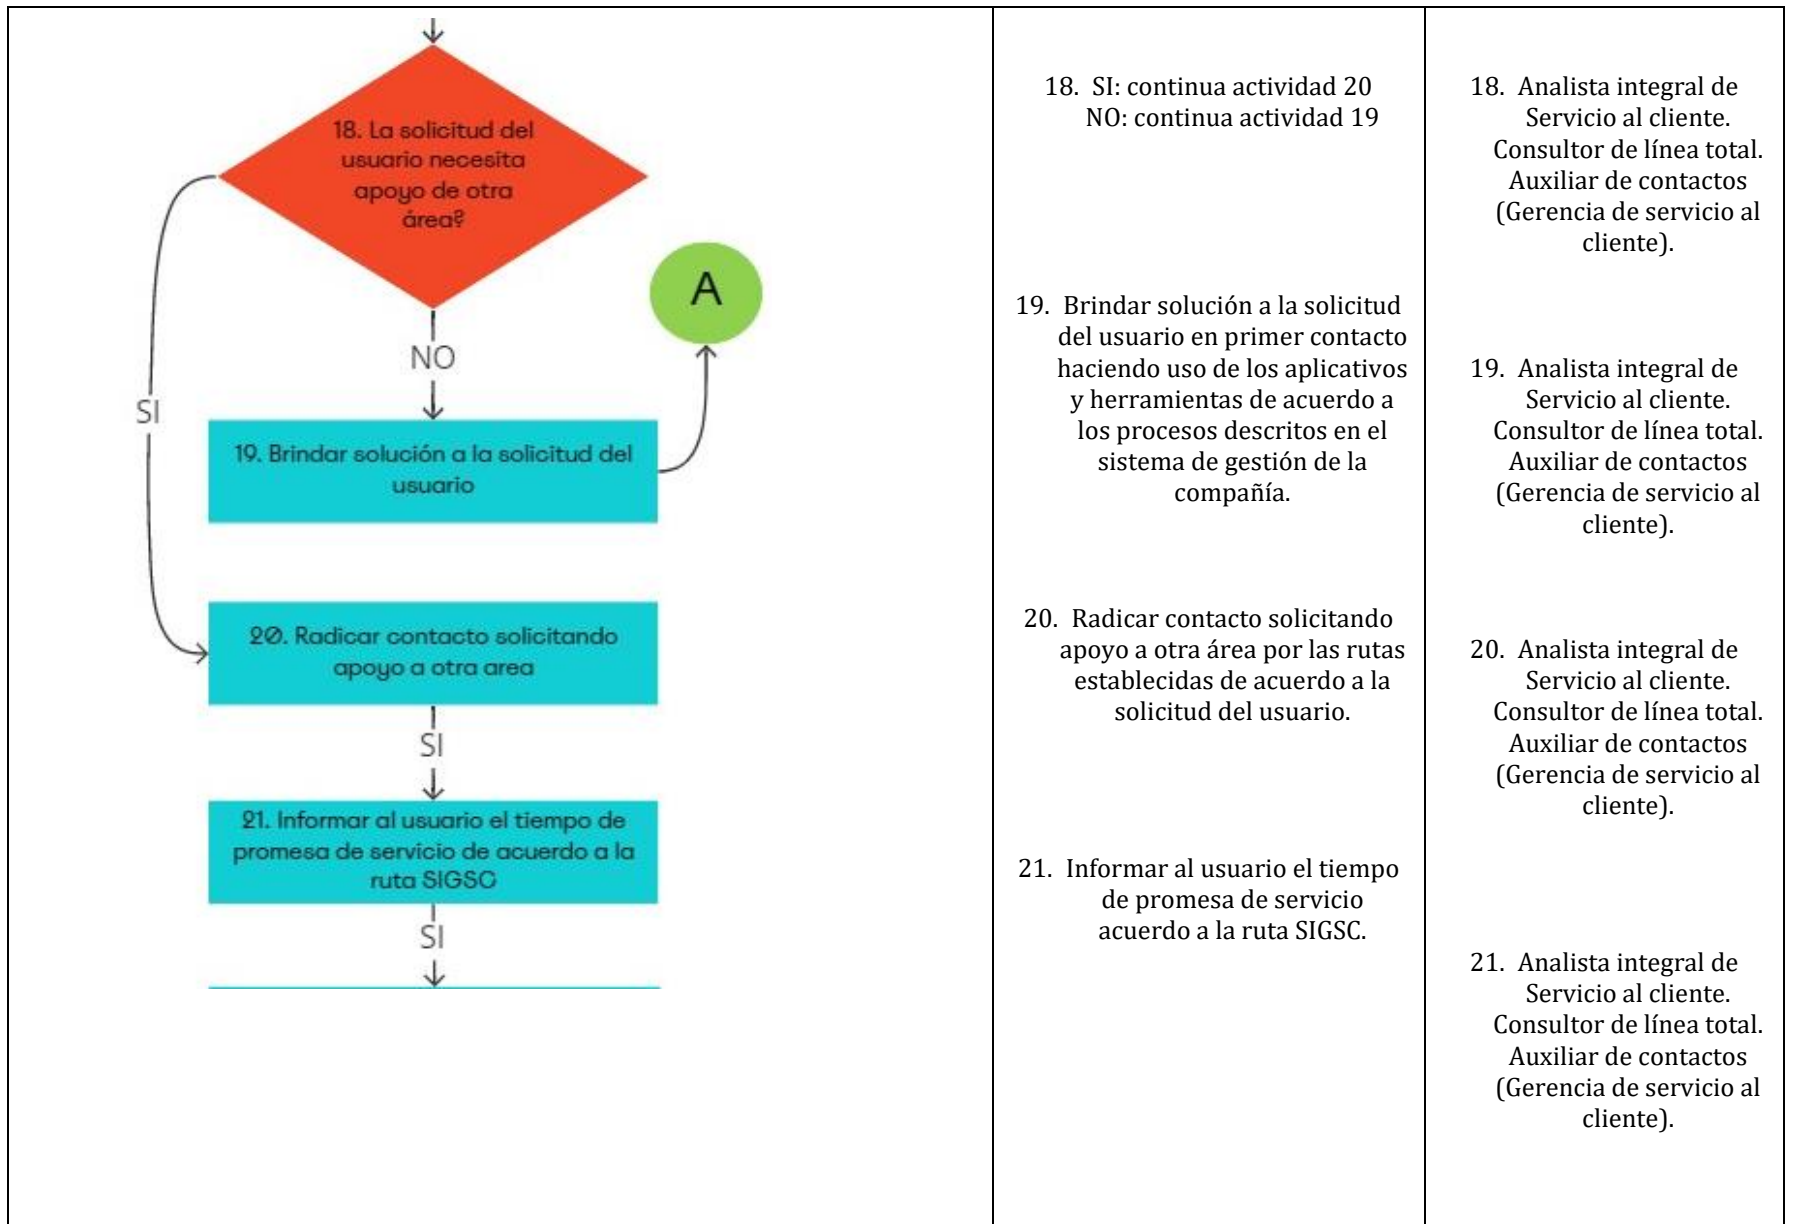 18. La solicitud del
usuario necesita
apoyo de otra
área?
A
NO
SI
19. Brindar solución a la solicitud del
usuario
20. Radicar contacto solicitando
apoyo a otra area
SI
21. Informar al usuario el tiempo de
promesa de servicio de acuerdo a la
ruta SIGSC
SI
18. SI: continua actividad 20
NO: continua actividad 19
19. Brindar solución a la solicitud
del usuario en primer contacto
haciendo uso de los aplicativos
y herramientas de acuerdo a
los procesos descritos en el
sistema de gestión de la
compañía.
20. Radicar contacto solicitando
apoyo a otra área por las rutas
establecidas de acuerdo a la
solicitud del usuario.
21. Informar al usuario el tiempo
de promesa de servicio
acuerdo a la ruta SIGSC.
18. Analista integral de
Servicio al cliente.
Consultor de línea total.
Auxiliar de contactos
(Gerencia de servicio al
cliente).
19. Analista integral de
Servicio al cliente.
Consultor de línea total.
Auxiliar de contactos
(Gerencia de servicio al
cliente).
20. Analista integral de
Servicio al cliente.
Consultor de línea total.
Auxiliar de contactos
(Gerencia de servicio al
cliente).
21. Analista integral de
Servicio al cliente.
Consultor de línea total.
Auxiliar de contactos
(Gerencia de servicio al
cliente).